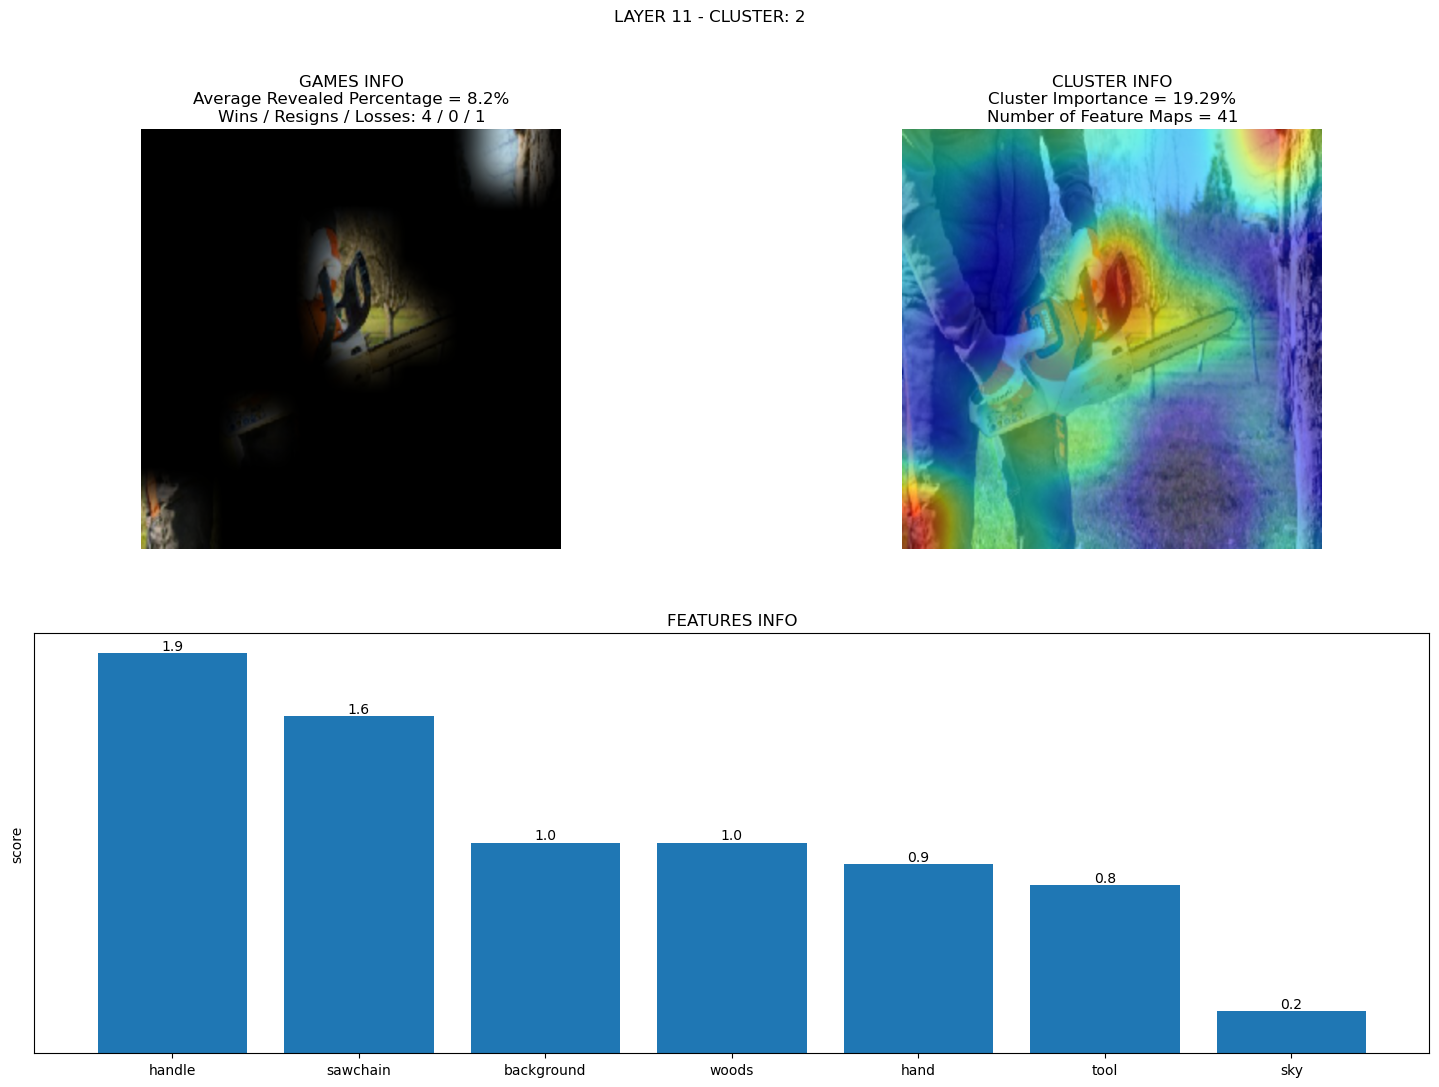 LAYER 11 - CLUSTER: 2
GAMES INFO
Average Revealed Percentage = 8.2%
Wins / Resigns / Losses: 4 / 0 / 1
CLUSTER INFO
Cluster Importance = 19.29%
Number of Feature Maps = 41
FEATURES INFO
score
1.9
1.6
1.0
1.0
0.9
0.8
0.2
handle
sawchain
background
woods
hand
tool
sky